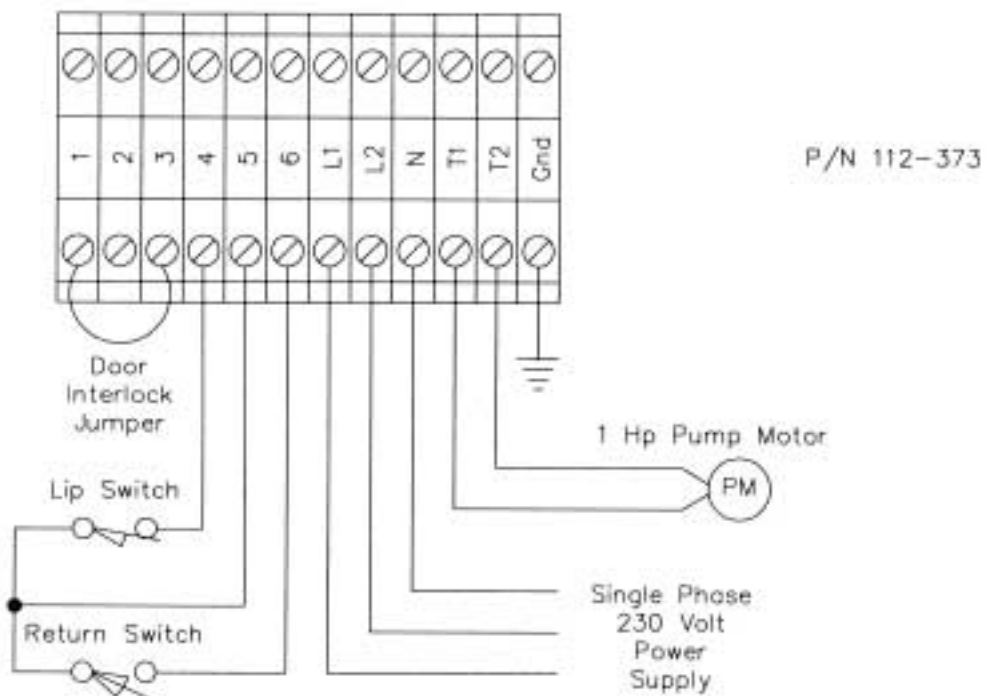 1 2 3 4 5 6 L1 L2 N T1 T2 Gnd
P/N 112-373
Door
Interlock
Jumper
1 Hp Pump Motor
PM
Lip Switch
Single Phase
230 Volt
Power
Supply
Return Switch